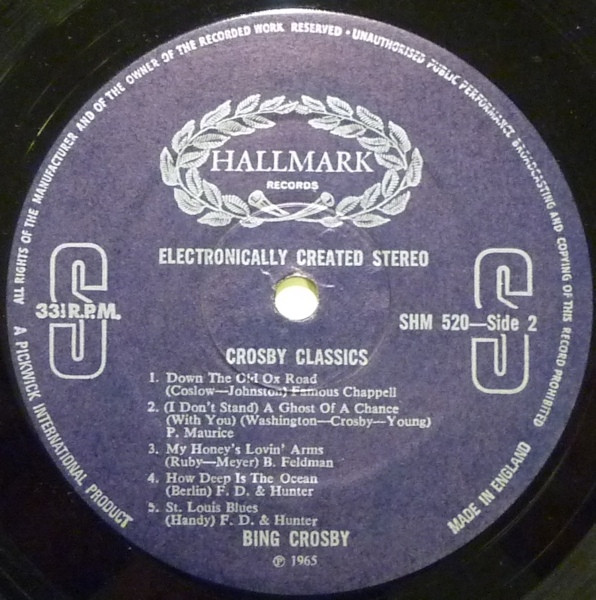 ALL RIGHTS OF THE MANUFACTURER AND OF THE OWNER OF THE RECORDED WORK RESERVED • UNAUTHORISED PUBLIC PERFORMANCE BROADCASTING AND COPYING OF THIS RECORD PROHIBITED
HALLMARK
RECORDS
ELECTRONICALLY CREATED STEREO
S
S
33⅓ R.P.M.
SHM 520—Side 2
CROSBY CLASSICS
1. Down The Old Ox Road
(Coslow—Johnston) Famous Chappell
2. (I Don't Stand) A Ghost Of A Chance
(With You) (Washington—Crosby—Young)
P. Maurice
3. My Honey's Lovin' Arms
(Ruby—Meyer) B. Feldman
4. How Deep Is The Ocean
(Berlin) F. D. & Hunter
5. St. Louis Blues
(Handy) F. D. & Hunter
BING CROSBY
℗ 1965
A PICKWICK INTERNATIONAL PRODUCT
MADE IN ENGLAND